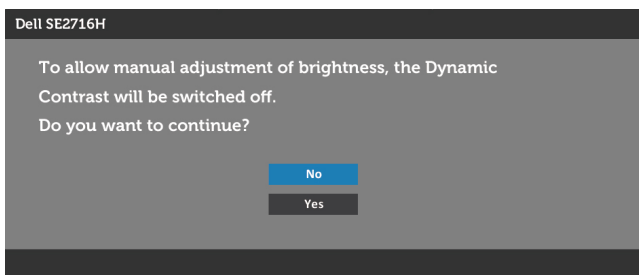 Dell SE2716H
To allow manual adjustment of brightness, the Dynamic
Contrast will be switched off.
Do you want to continue?
No
Yes